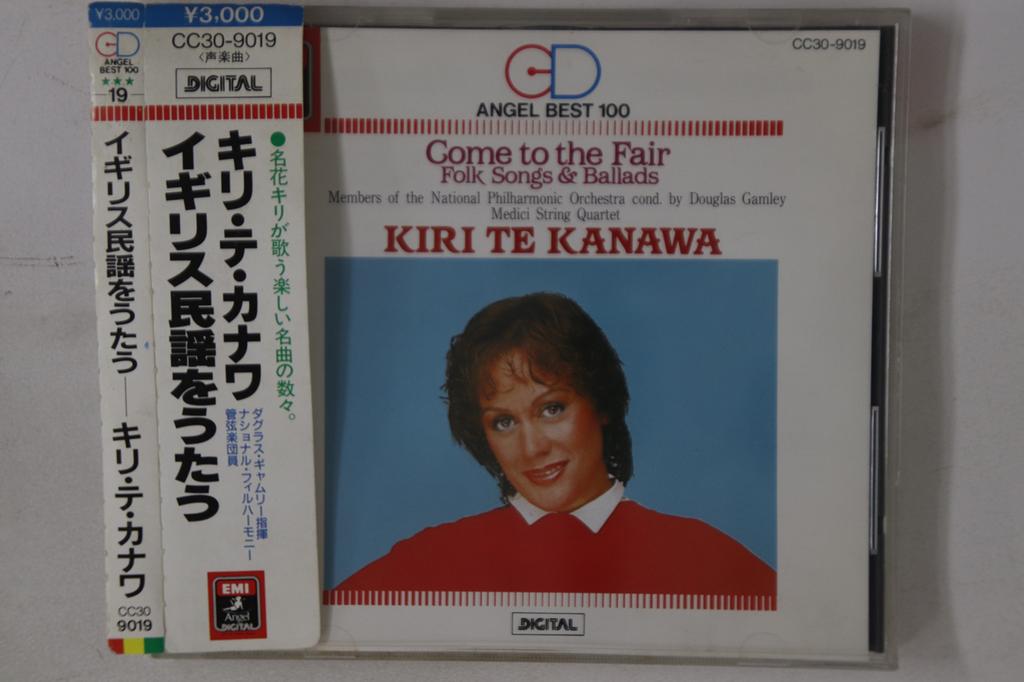 ¥3,000
CD
ANGEL
BEST 100
★★★
19
イギリス民謡をうたう──キリ・テ・カナワ
CC30
9019
¥3,000
CC30-9019
〈声楽曲〉
DIGITAL
●名花キリが歌う楽しい名曲の数々。
キリ・テ・カナワ
イギリス民謡をうたう
ダグラス・ギャムリー指揮
ナショナル・フィルハーモニー
管弦楽団員
EMI
Angel
DIGITAL
CC30-9019
CD
ANGEL BEST 100
Come to the Fair
Folk Songs & Ballads
Members of the National Philharmonic Orchestra cond. by Douglas Gamley
Medici String Quartet
KIRI TE KANAWA
DIGITAL